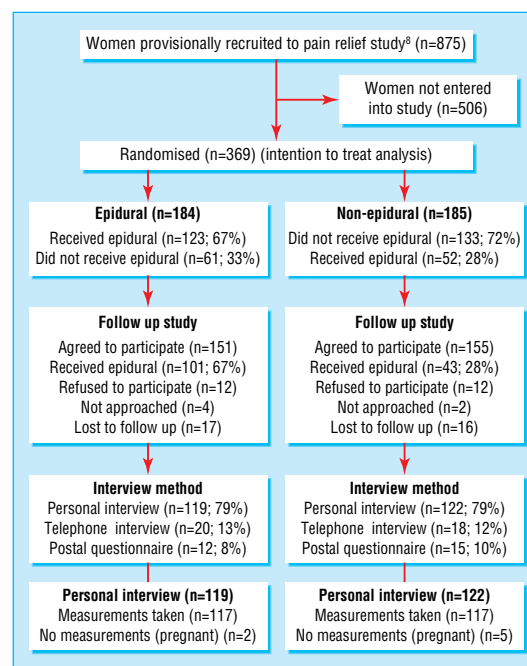 Women provisionally recruited to pain relief study⁸ (n=875)
Women not entered
into study (n=506)
Randomised (n=369) (intention to treat analysis)
Epidural (n=184)
Received epidural (n=123; 67%)
Did not receive epidural (n=61; 33%)
Non-epidural (n=185)
Did not receive epidural (n=133; 72%)
Received epidural (n=52; 28%)
Follow up study
Agreed to participate (n=151)
Received epidural (n=101; 67%)
Refused to participate (n=12)
Not approached (n=4)
Lost to follow up (n=17)
Follow up study
Agreed to participate (n=155)
Received epidural (n=43; 28%)
Refused to participate (n=12)
Not approached (n=2)
Lost to follow up (n=16)
Interview method
Personal interview (n=119; 79%)
Telephone interview (n=20; 13%)
Postal questionnaire (n=12; 8%)
Interview method
Personal interview (n=122; 79%)
Telephone interview (n=18; 12%)
Postal questionnaire (n=15; 10%)
Personal interview (n=119)
Measurements taken (n=117)
No measurements (pregnant) (n=2)
Personal interview (n=122)
Measurements taken (n=117)
No measurements (pregnant) (n=5)